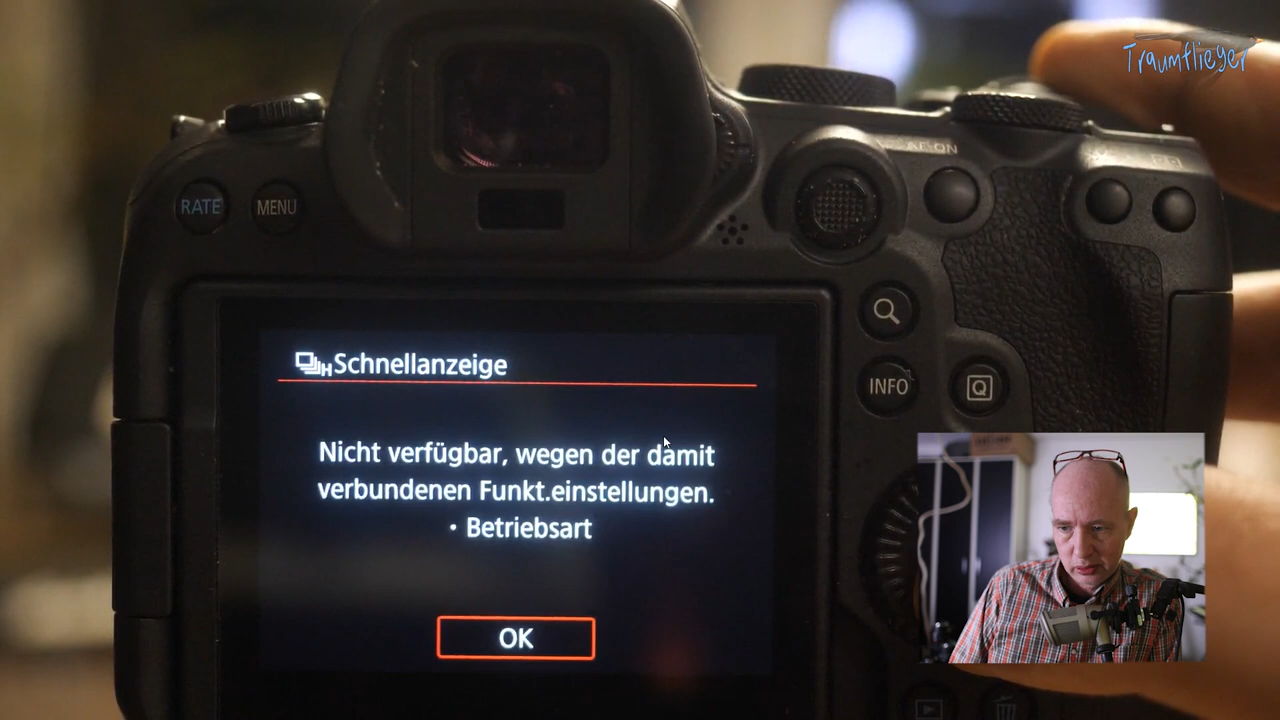 Traumflieger
AF-ON
RATE
MENU
INFO
Q
H Schnellanzeige
Nicht verfügbar, wegen der damit
verbundenen Funkt.einstellungen.
• Betriebsart
OK